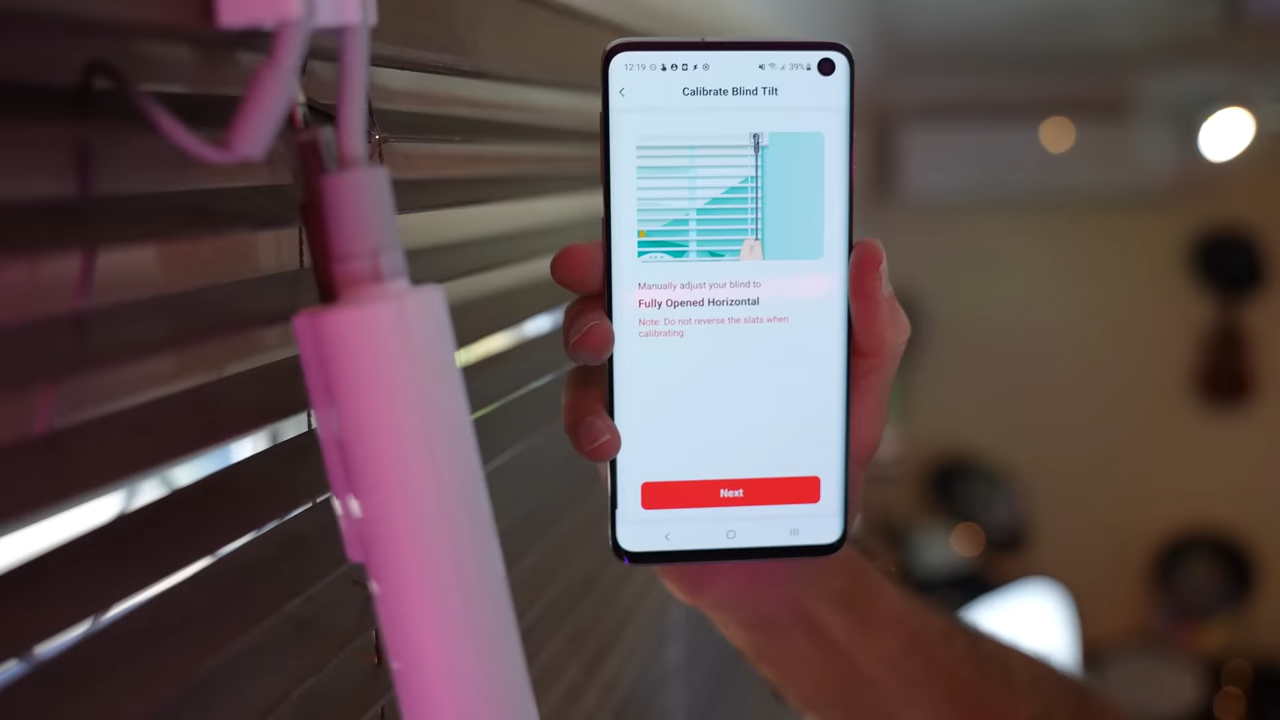 12:19 39%
Calibrate Blind Tilt
Manually adjust your blind to
Fully Opened Horizontal
Note: Do not reverse the slats when
calibrating.
Next